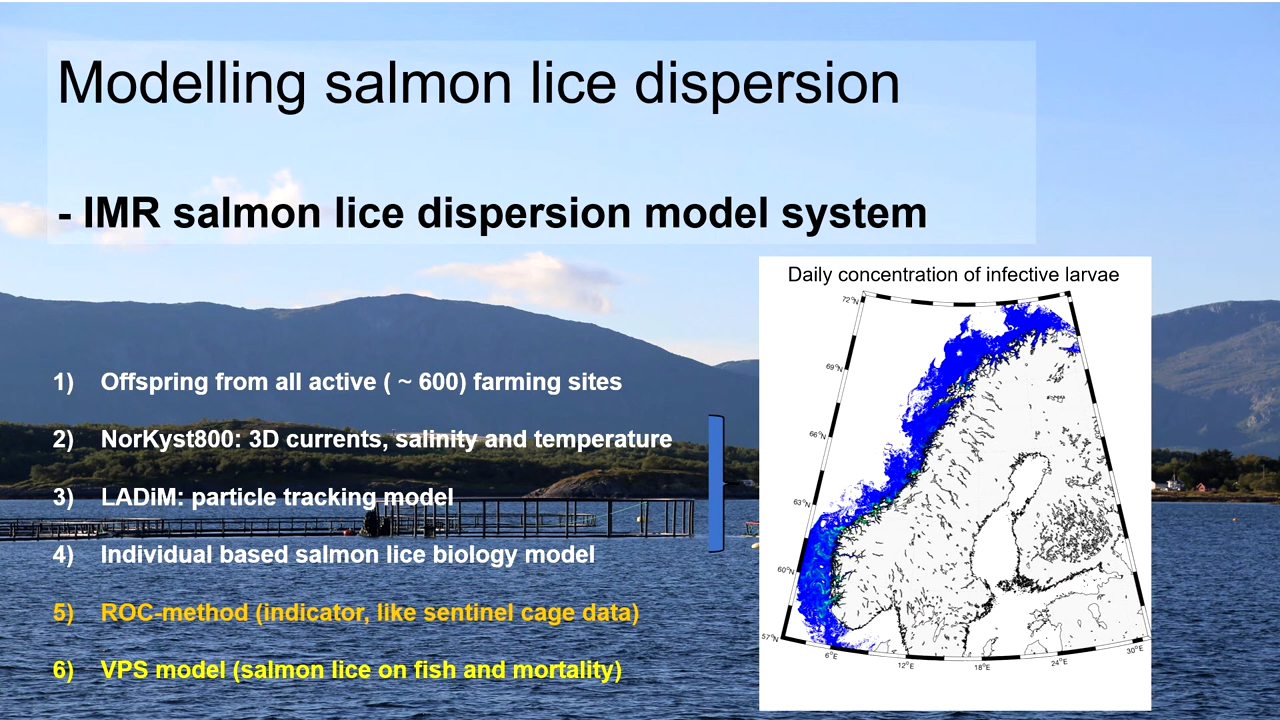 Modelling salmon lice dispersion
- IMR salmon lice dispersion model system
Daily concentration of infective larvae
1) Offspring from all active ( ~ 600) farming sites
2) NorKyst800: 3D currents, salinity and temperature
3) LADiM: particle tracking model
4) Individual based salmon lice biology model
5) ROC-method (indicator, like sentinel cage data)
6) VPS model (salmon lice on fish and mortality)
72°N
69°N
66°N
63°N
60°N
57°N
6°E
12°E
18°E
24°E
30°E